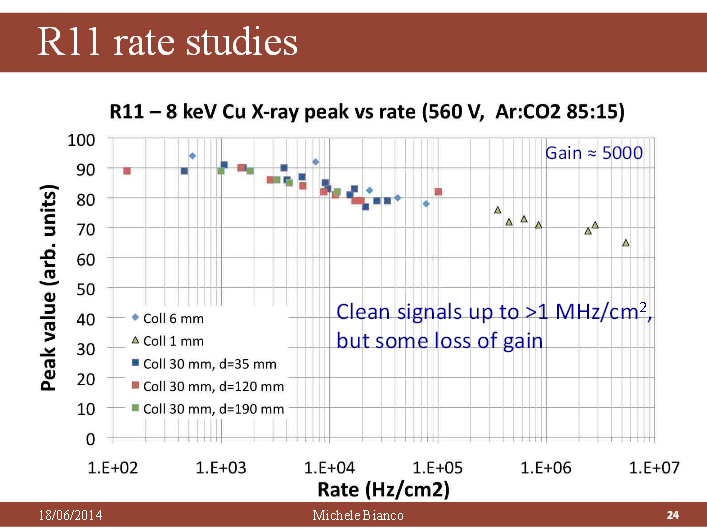 R11 rate studies
R11 – 8 keV Cu X-ray peak vs rate (560 V, Ar:CO2 85:15)
Gain ≈ 5000
Peak value (arb. units)
100
90
80
70
60
50
40
30
20
10
0
Clean signals up to >1 MHz/cm²,
but some loss of gain
Coll 6 mm
Coll 1 mm
Coll 30 mm, d=35 mm
Coll 30 mm, d=120 mm
Coll 30 mm, d=190 mm
1.E+02 1.E+03 1.E+04 1.E+05 1.E+06 1.E+07
Rate (Hz/cm2)
18/06/2014 Michele Bianco 24